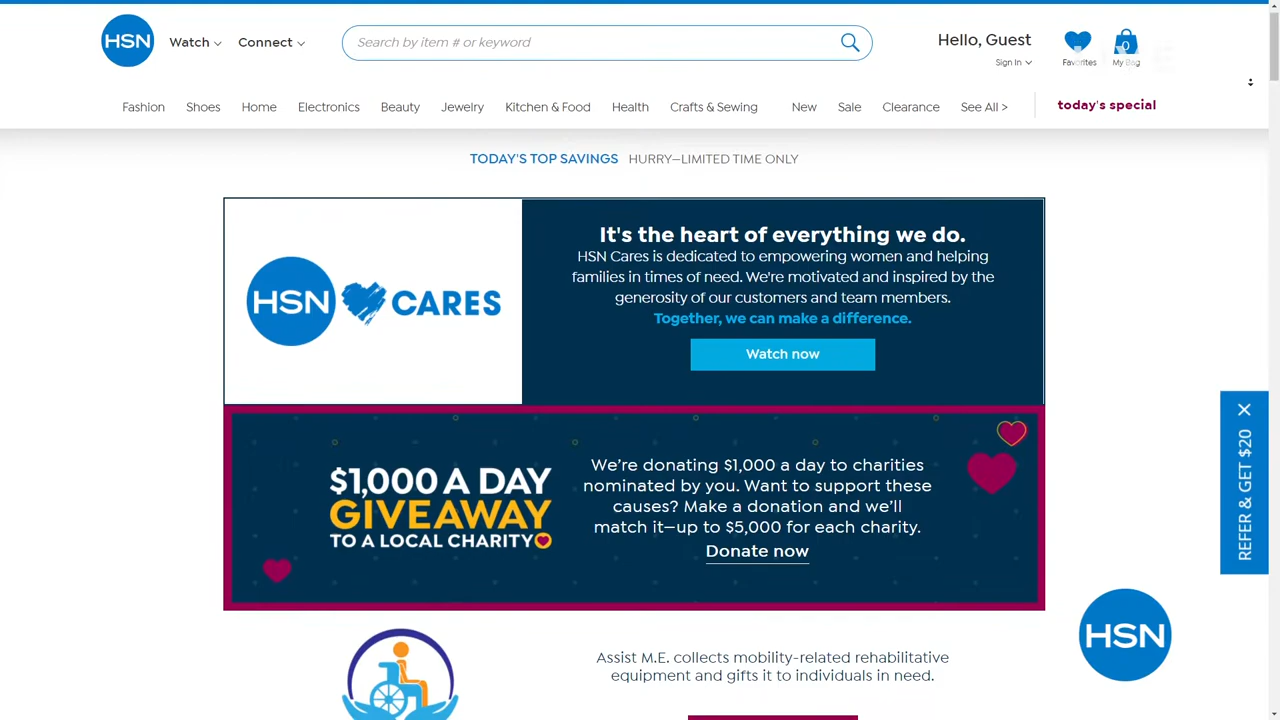 HSN
Watch
Connect
Search by item # or keyword
Hello, Guest
Sign In
Favorites
0
My Bag
Fashion
Shoes
Home
Electronics
Beauty
Jewelry
Kitchen & Food
Health
Crafts & Sewing
New
Sale
Clearance
See All >
today's special
TODAY'S TOP SAVINGS HURRY—LIMITED TIME ONLY
HSN CARES
It's the heart of everything we do.
HSN Cares is dedicated to empowering women and helping
families in times of need. We're motivated and inspired by the
generosity of our customers and team members.
Together, we can make a difference.
Watch now
$1,000 A DAY
GIVEAWAY
TO A LOCAL CHARITY
We’re donating $1,000 a day to charities
nominated by you. Want to support these
causes? Make a donation and we’ll
match it—up to $5,000 for each charity.
Donate now
REFER & GET $20
HSN
Assist M.E. collects mobility-related rehabilitative
equipment and gifts it to individuals in need.